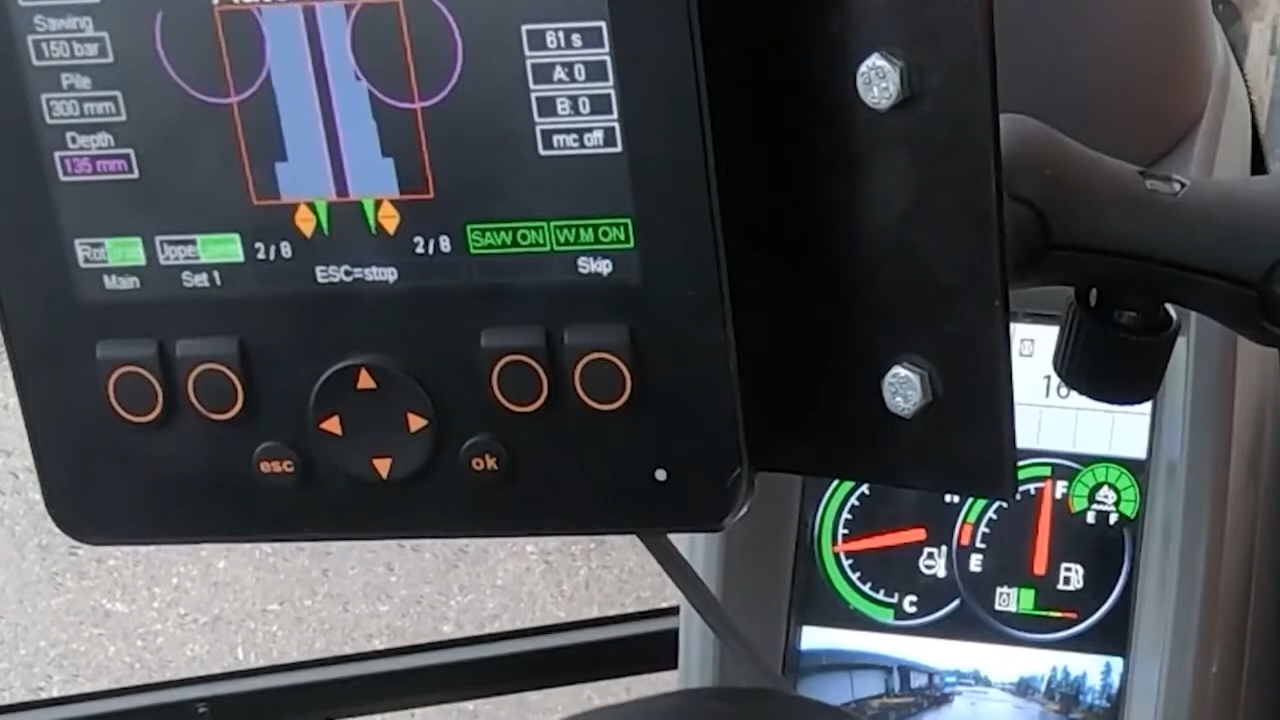 Sawing
150 bar
Pile
300 mm
Depth
135 mm
61 s
A: 0
B: 0
mc off
2/8
2/8
SAW ON
W.M ON
Main
Set 1
ESC=stop
Skip
esc
ok
C
E
F
E F